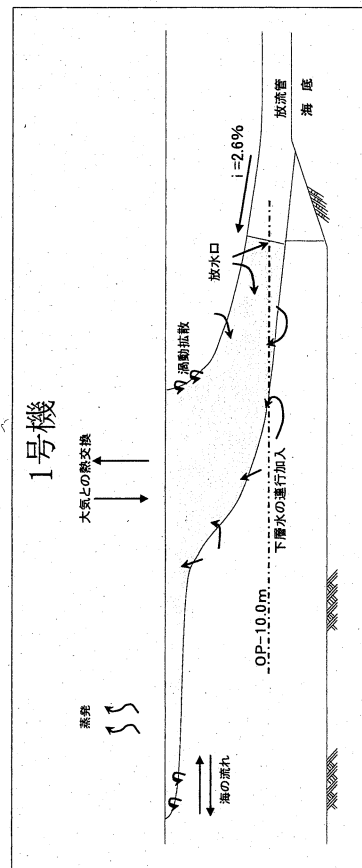 1号機
大気との熱交換
蒸発
渦動拡散
放水口
i=2.6%
放流管
海底
海の流れ
下層水の連行加入
OP-10.0m